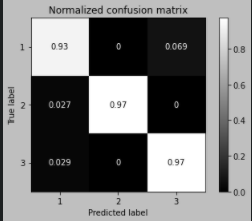 Normalized confusion matrix
1 0.93 0 0.069
2 0.027 0.97 0
3 0.029 0 0.97
1 2 3
True label
Predicted label
0.8
0.6
0.4
0.2
0.0